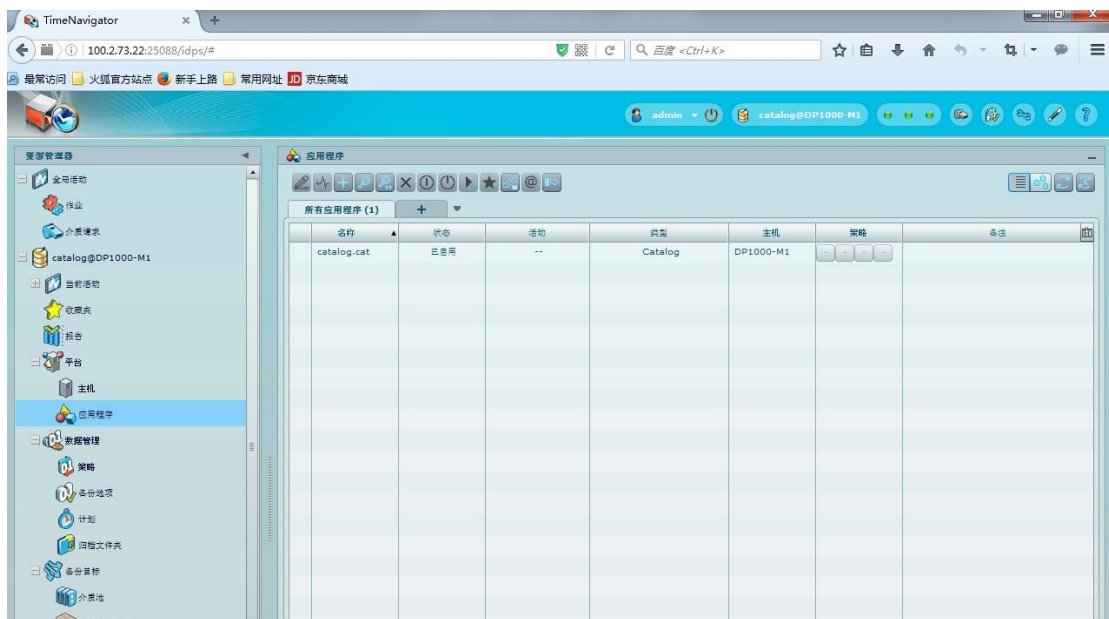 TimeNavigator
100.2.73.22:25088/idps/#
百度 <Ctrl+K>
最常访问 火狐官方站点 新手上路 常用网址 JD 京东商城
admin catalog@DP1000-M1
资源管理器
全局活动
作业
介质请求
catalog@DP1000-M1
当前活动
收藏夹
报告
平台
主机
应用程序
数据管理
策略
备份选项
计划
归档文件夹
备份目标
介质池
应用程序
所有应用程序 (1) +
名称 状态 活动 类型 主机 策略 备注
catalog.cat 已启用 -- Catalog DP1000-M1 - - - -